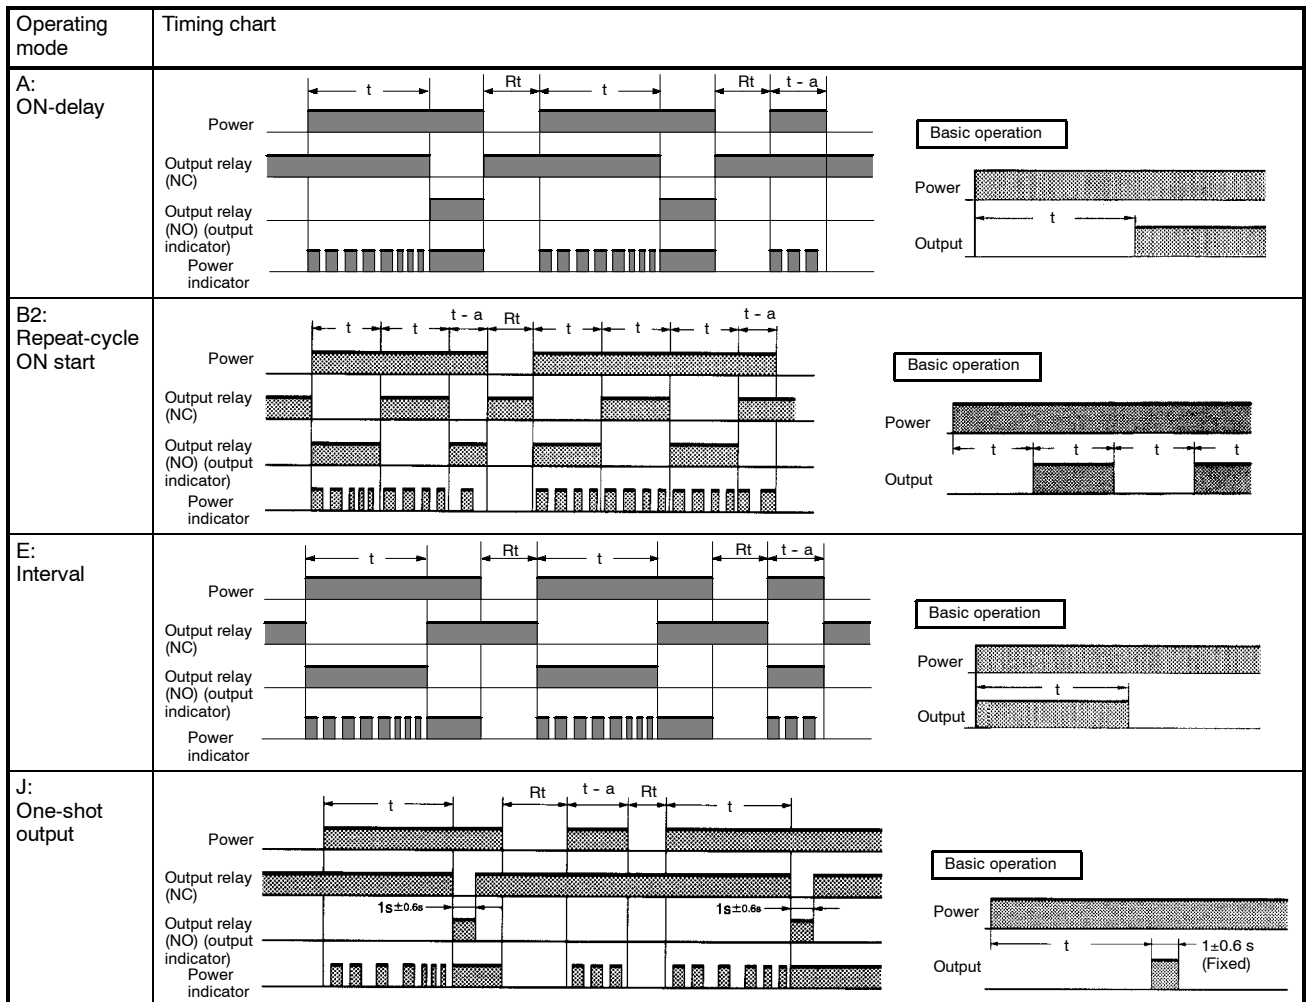 Operating
mode
Timing chart
A:
ON-delay
t
Rt
t
Rt
t - a
Power
Output relay
(NC)
Output relay
(NO) (output
indicator)
Power
indicator
Basic operation
Power
t
Output
B2:
Repeat-cycle
ON start
t
t
t - a
Rt
t
t
t
t - a
Power
Output relay
(NC)
Output relay
(NO) (output
indicator)
Power
indicator
Basic operation
Power
t
t
t
t
Output
E:
Interval
t
Rt
t
Rt
t - a
Power
Output relay
(NC)
Output relay
(NO) (output
indicator)
Power
indicator
Basic operation
Power
t
Output
J:
One-shot
output
t
Rt
t - a
Rt
t
Power
Output relay
(NC)
1s±0.6s
1s±0.6s
Output relay
(NO) (output
indicator)
Power
indicator
Basic operation
Power
t
1±0.6 s
(Fixed)
Output